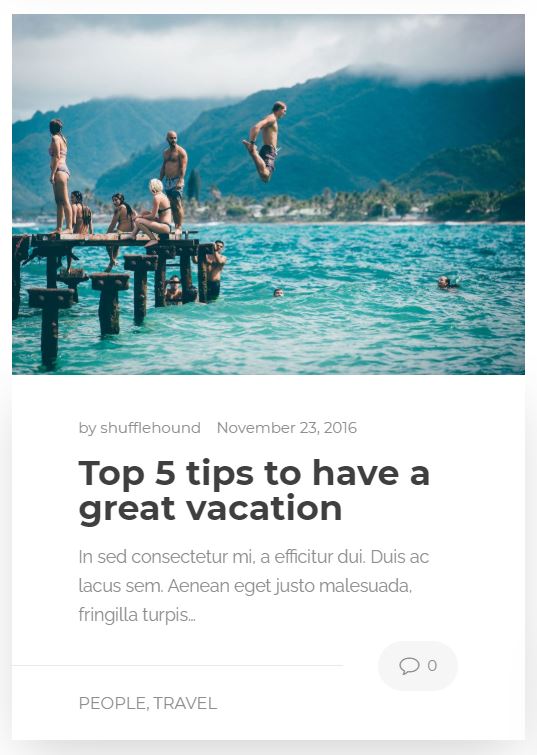 by shufflehound November 23, 2016
Top 5 tips to have a
great vacation
In sed consectetur mi, a efficitur dui. Duis ac
lacus sem. Aenean eget justo malesuada,
fringilla turpis...
0
PEOPLE, TRAVEL